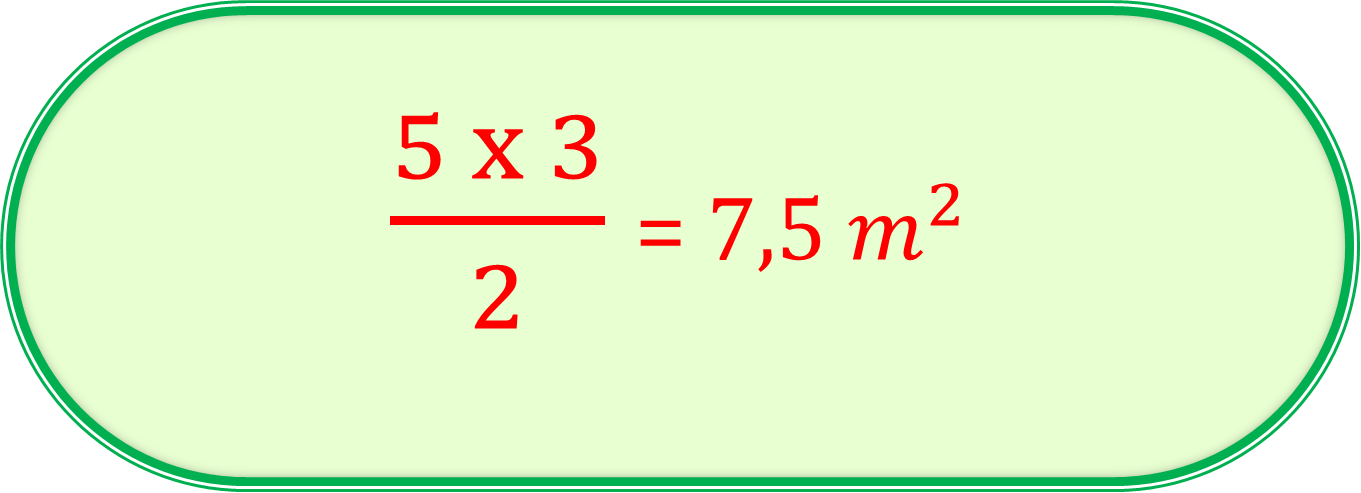 5 x 3
2
= 7,5 m²